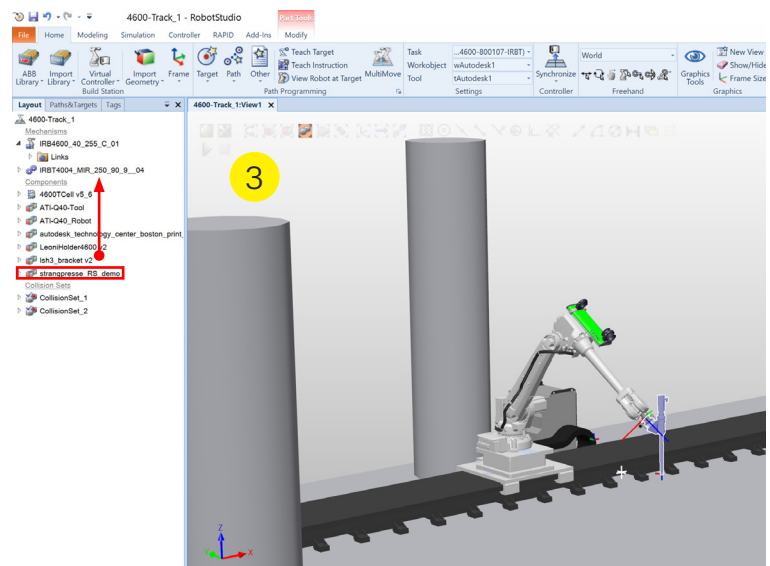 4600-Track_1 - RobotStudio
Part Tools
File Home Modeling Simulation Controller RAPID Add-Ins Modify
ABB Library
Import Library
Virtual Controller
Import Geometry
Frame
Build Station
Target
Path
Other
Teach Target
Teach Instruction
View Robot at Target
MultiMove
Path Programming
Task ...4600-800107-IRBT)
Workobject wAutodesk1
Tool tAutodesk1
Settings
Synchronize
Controller
World
Freehand
Graphics Tools
New View
Show/Hide
Frame Size
Graphics
Layout Paths&Targets Tags
4600-Track_1:View1
4600-Track_1
Mechanisms
IRB4600_40_255_C_01
Links
IRBT4004_MIR_250_90_9__04
Components
4600TCell v5_6
ATI-Q40-Tool
ATI-Q40_Robot
autodesk_technology_center_boston_print_
LeoniHolder4600 v2
lsh3_bracket v2
strangpresse_RS_demo
Collision Sets
CollisionSet_1
CollisionSet_2
3
Z
Y
X